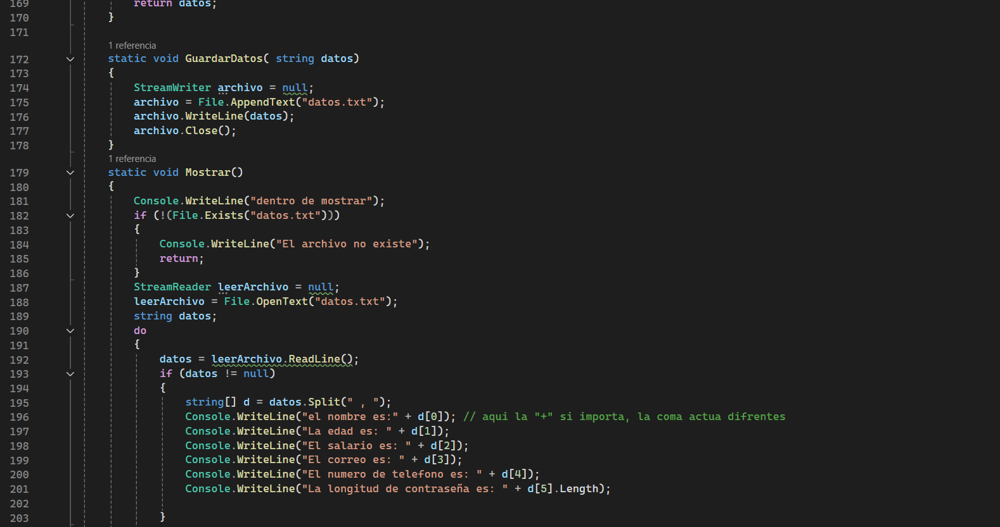 169 return datos;
170 }
171
1 referencia
172 static void GuardarDatos( string datos)
173 {
174 StreamWriter archivo = null;
175 archivo = File.AppendText("datos.txt");
176 archivo.WriteLine(datos);
177 archivo.Close();
178 }
1 referencia
179 static void Mostrar()
180 {
181 Console.WriteLine("dentro de mostrar");
182 if (!(File.Exists("datos.txt")))
183 {
184 Console.WriteLine("El archivo no existe");
185 return;
186 }
187 StreamReader leerArchivo = null;
188 leerArchivo = File.OpenText("datos.txt");
189 string datos;
190 do
191 {
192 datos = leerArchivo.ReadLine();
193 if (datos != null)
194 {
195 string[] d = datos.Split(" , ");
196 Console.WriteLine("el nombre es:" + d[0]); // aqui la "+" si importa, la coma actua difrentes
197 Console.WriteLine("La edad es: " + d[1]);
198 Console.WriteLine("El salario es: " + d[2]);
199 Console.WriteLine("El correo es: " + d[3]);
200 Console.WriteLine("El numero de telefono es: " + d[4]);
201 Console.WriteLine("La longitud de contraseña es: " + d[5].Length);
202
203 }